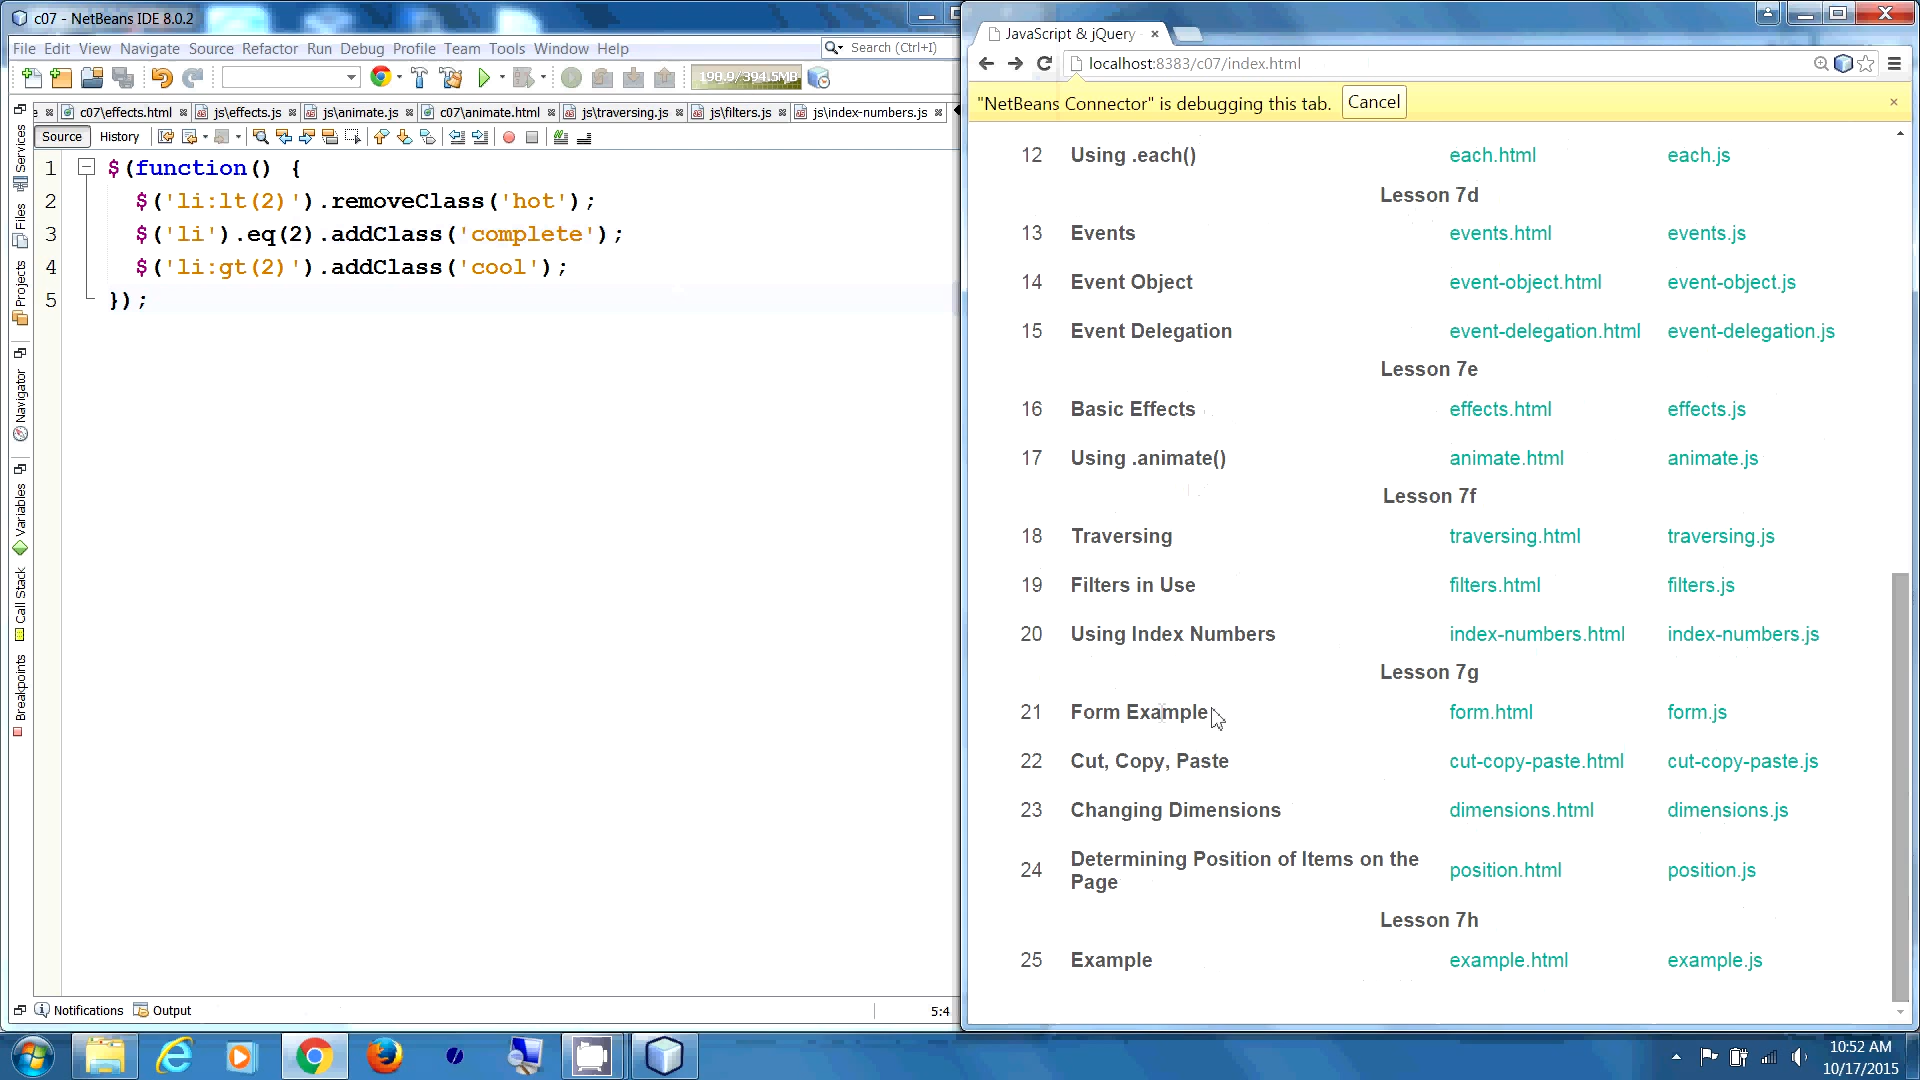 c07 - NetBeans IDE 8.0.2
File Edit View Navigate Source Refactor Run Debug Profile Team Tools Window Help
Search (Ctrl+I)
198.9/394.5MB
c07\effects.html js\effects.js js\animate.js c07\animate.html js\traversing.js js\filters.js js\index-numbers.js
Source History
1 $(function() {
2 $('li:lt(2)').removeClass('hot');
3 $('li').eq(2).addClass('complete');
4 $('li:gt(2)').addClass('cool');
5 });
Services
Files
Projects
Navigator
Variables
Call Stack
Breakpoints
Notifications Output
5:4
JavaScript & jQuery
localhost:8383/c07/index.html
"NetBeans Connector" is debugging this tab. Cancel
12 Using .each() each.html each.js
Lesson 7d
13 Events events.html events.js
14 Event Object event-object.html event-object.js
15 Event Delegation event-delegation.html event-delegation.js
Lesson 7e
16 Basic Effects effects.html effects.js
17 Using .animate() animate.html animate.js
Lesson 7f
18 Traversing traversing.html traversing.js
19 Filters in Use filters.html filters.js
20 Using Index Numbers index-numbers.html index-numbers.js
Lesson 7g
21 Form Example form.html form.js
22 Cut, Copy, Paste cut-copy-paste.html cut-copy-paste.js
23 Changing Dimensions dimensions.html dimensions.js
24 Determining Position of Items on the
Page position.html position.js
Lesson 7h
25 Example example.html example.js
10:52 AM
10/17/2015